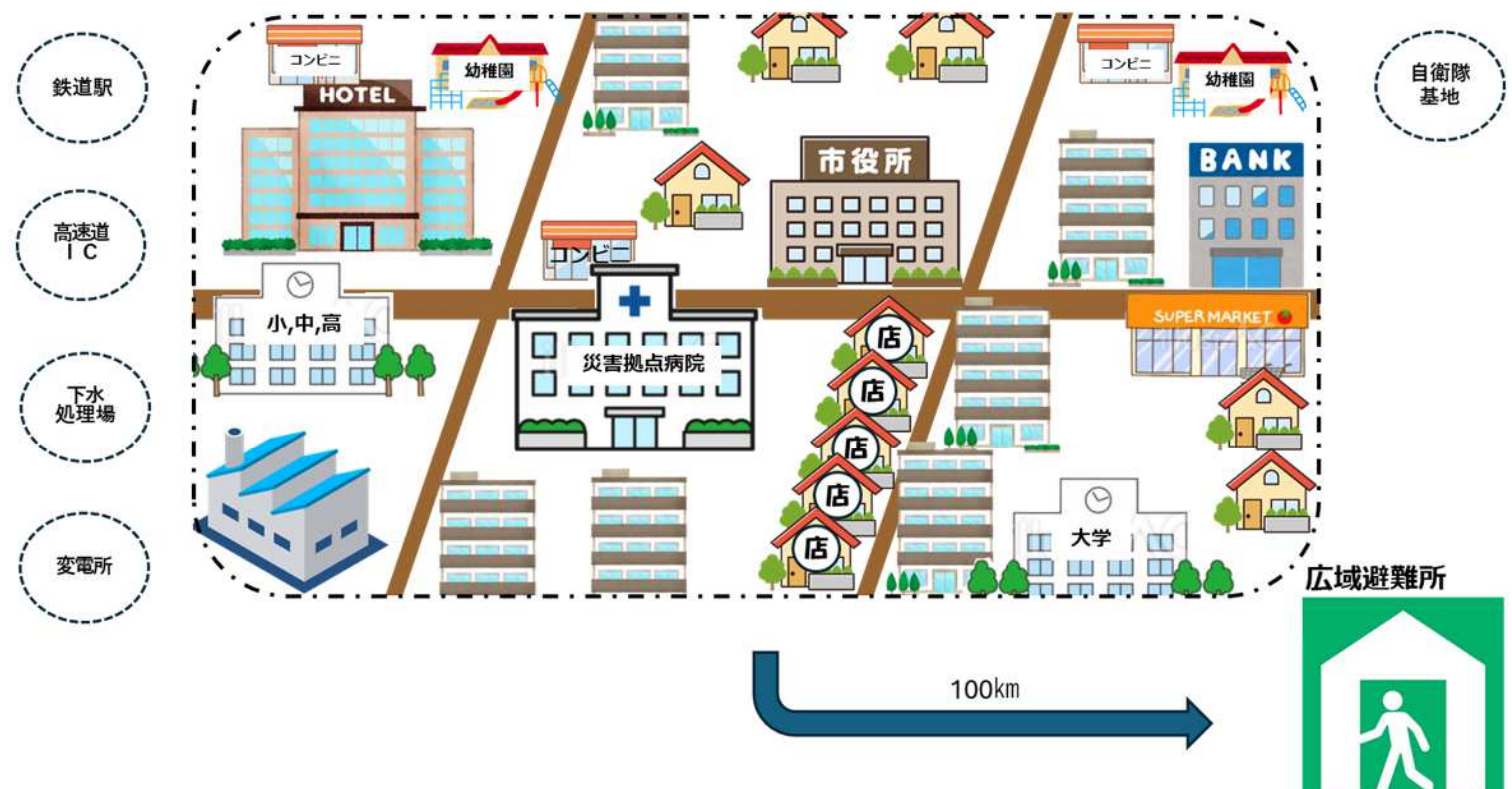 鉄道駅
高速道
IC
下水
処理場
変電所
コンビニ
幼稚園
HOTEL
コンビニ
幼稚園
自衛隊
基地
市役所
BANK
コンビニ
小,中,高
災害拠点病院
SUPER MARKET
店
店
店
店
店
大学
広域避難所
100㎞